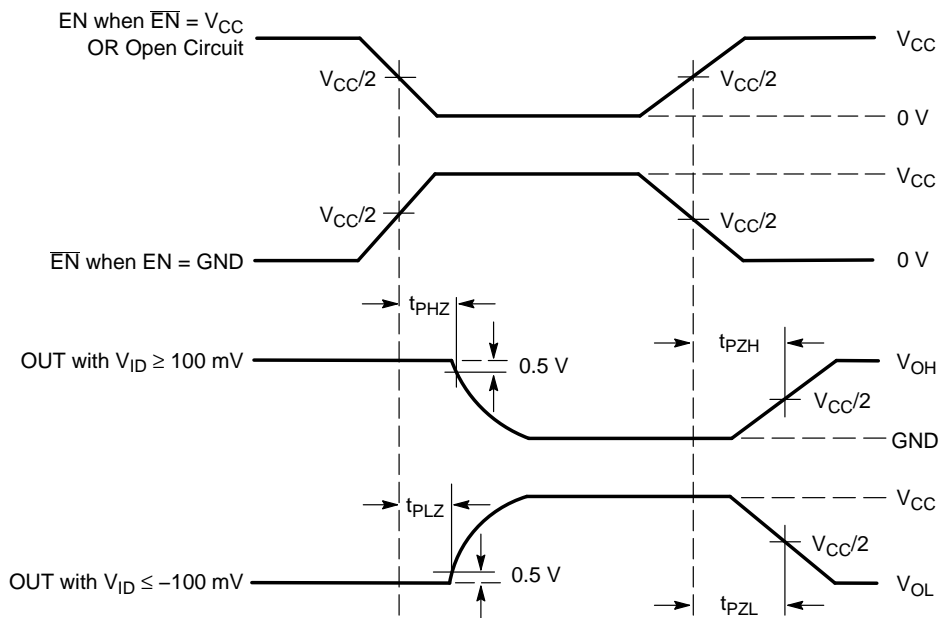 EN when E̅N̅ = VCC
OR Open Circuit
VCC
VCC/2
VCC/2
0 V
VCC
VCC/2
VCC/2
E̅N̅ when EN = GND
0 V
tPHZ
tPZH
OUT with VID ≥ 100 mV
0.5 V
VOH
VCC/2
GND
VCC
tPLZ
VCC/2
0.5 V
OUT with VID ≤ −100 mV
VOL
tPZL